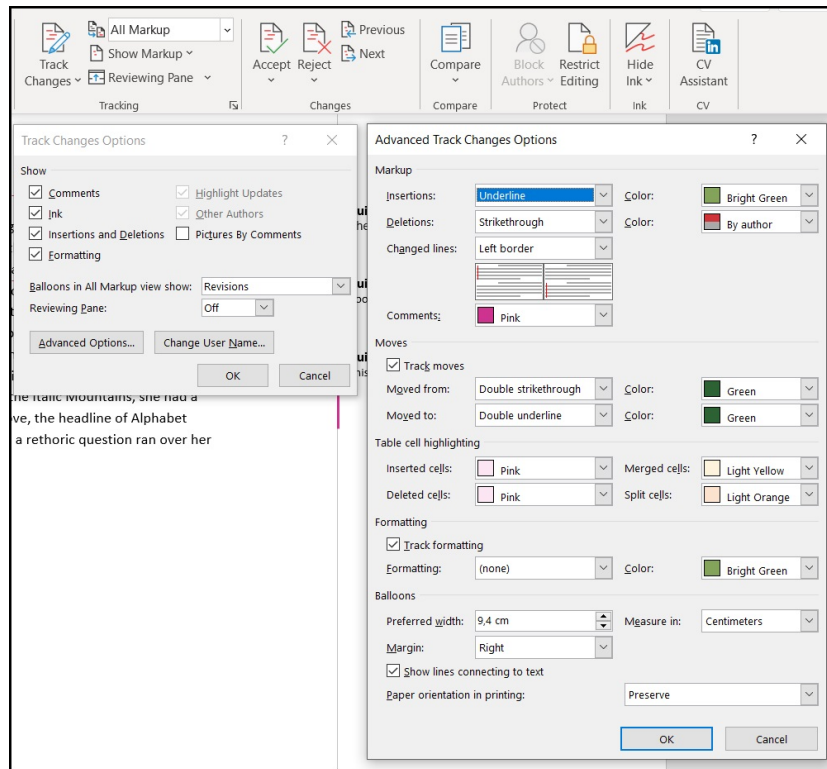 All Markup
Previous
Show Markup
Next
Track Changes
Reviewing Pane
Accept
Reject
Compare
Block Authors
Restrict Editing
Hide Ink
CV Assistant
Tracking
Changes
Compare
Protect
Ink
CV
Track Changes Options ?
Show
Comments
Highlight Updates
Ink
Other Authors
Insertions and Deletions
Pictures By Comments
Formatting
Balloons in All Markup view show: Revisions
Reviewing Pane: Off
Advanced Options...
Change User Name...
OK
Cancel
the Italic Mountains, she had a
ove, the headline of Alphabet
a rethoric question ran over her
Advanced Track Changes Options ?
Markup
Insertions: Underline Color: Bright Green
Deletions: Strikethrough Color: By author
Changed lines: Left border
Comments: Pink
Moves
Track moves
Moved from: Double strikethrough Color: Green
Moved to: Double underline Color: Green
Table cell highlighting
Inserted cells: Pink Merged cells: Light Yellow
Deleted cells: Pink Split cells: Light Orange
Formatting
Track formatting
Formatting: (none) Color: Bright Green
Balloons
Preferred width: 9,4 cm Measure in: Centimeters
Margin: Right
Show lines connecting to text
Paper orientation in printing: Preserve
OK
Cancel